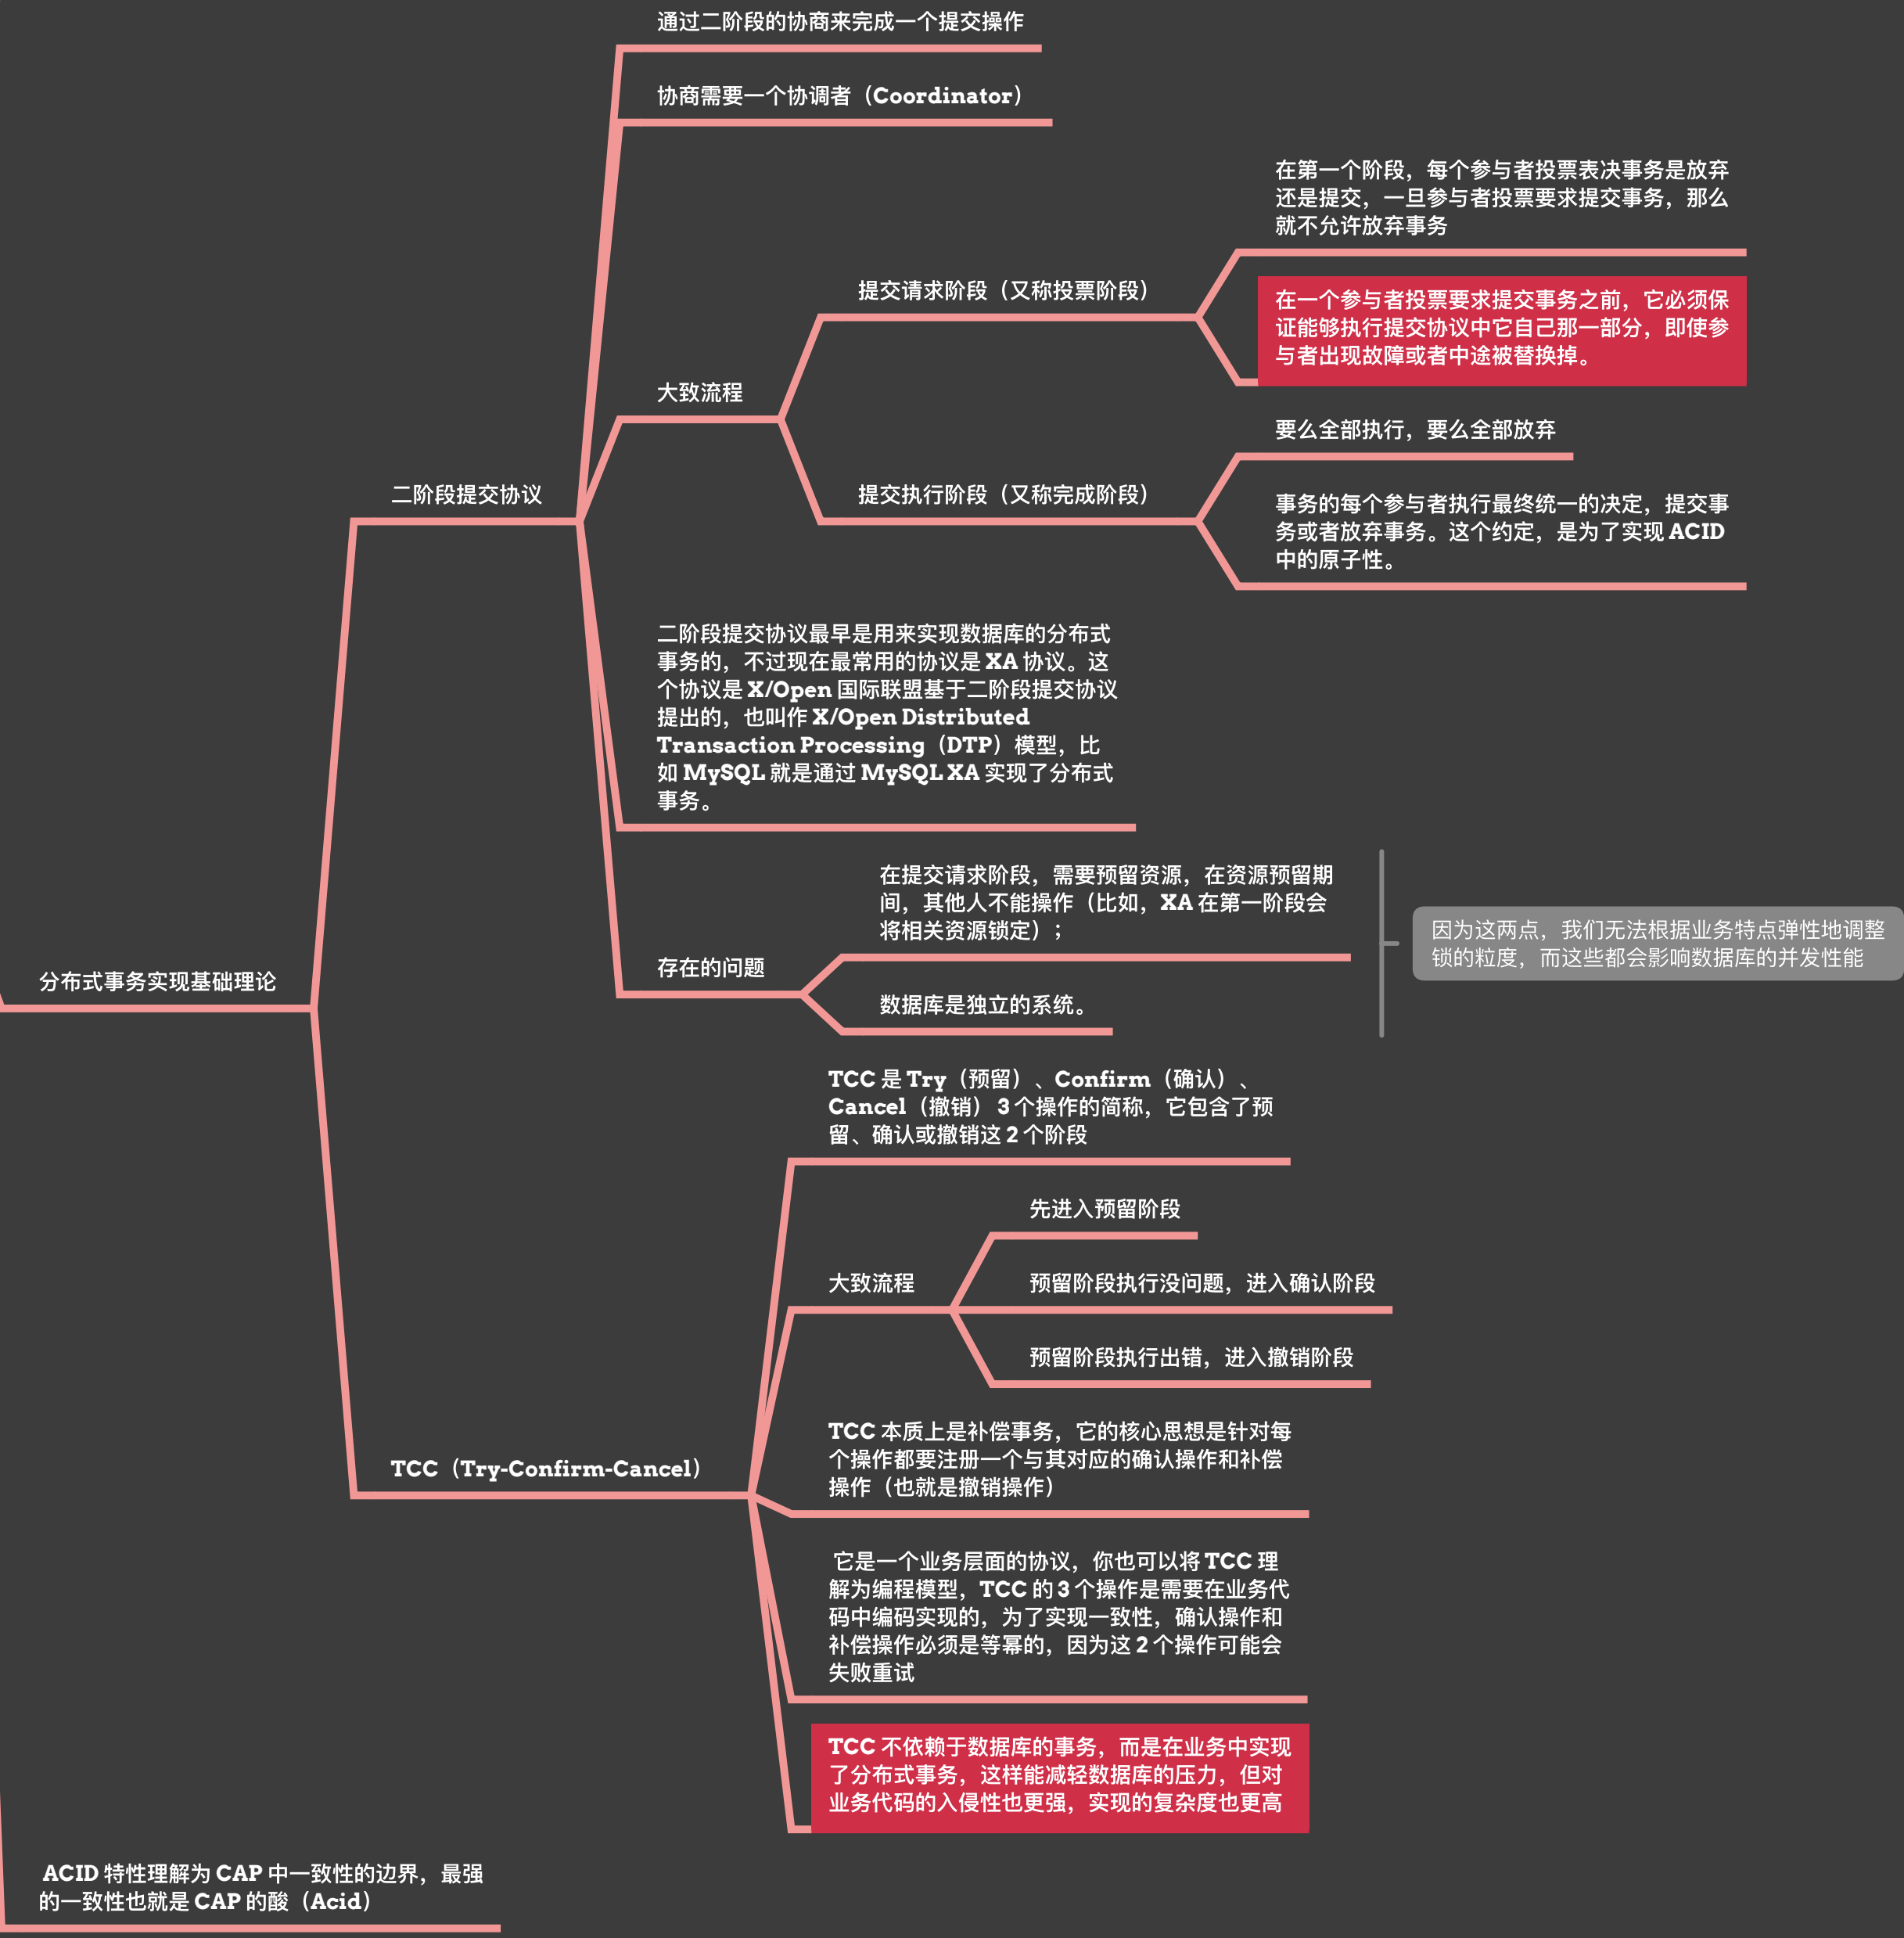 通过二阶段的协商来完成一个提交操作
协商需要一个协调者（Coordinator）
在第一个阶段，每个参与者投票表决事务是放弃
还是提交，一旦参与者投票要求提交事务，那么
就不允许放弃事务
提交请求阶段（又称投票阶段）
在一个参与者投票要求提交事务之前，它必须保
证能够执行提交协议中它自己那一部分，即使参
与者出现故障或者中途被替换掉。
大致流程
要么全部执行，要么全部放弃
提交执行阶段（又称完成阶段）
事务的每个参与者执行最终统一的决定，提交事
务或者放弃事务。这个约定，是为了实现 ACID
中的原子性。
二阶段提交协议
二阶段提交协议最早是用来实现数据库的分布式
事务的，不过现在最常用的协议是 XA 协议。这
个协议是 X/Open 国际联盟基于二阶段提交协议
提出的，也叫作 X/Open Distributed
Transaction Processing（DTP）模型，比
如 MySQL 就是通过 MySQL XA 实现了分布式
事务。
在提交请求阶段，需要预留资源，在资源预留期
间，其他人不能操作（比如，XA 在第一阶段会
将相关资源锁定）；
存在的问题
数据库是独立的系统。
因为这两点，我们无法根据业务特点弹性地调整
锁的粒度，而这些都会影响数据库的并发性能
分布式事务实现基础理论
TCC 是 Try（预留）、Confirm（确认）、
Cancel（撤销） 3 个操作的简称，它包含了预
留、确认或撤销这 2 个阶段
先进入预留阶段
大致流程
预留阶段执行没问题，进入确认阶段
预留阶段执行出错，进入撤销阶段
TCC 本质上是补偿事务，它的核心思想是针对每
个操作都要注册一个与其对应的确认操作和补偿
操作（也就是撤销操作）
TCC（Try-Confirm-Cancel）
它是一个业务层面的协议，你也可以将 TCC 理
解为编程模型，TCC 的 3 个操作是需要在业务代
码中编码实现的，为了实现一致性，确认操作和
补偿操作必须是等幂的，因为这 2 个操作可能会
失败重试
TCC 不依赖于数据库的事务，而是在业务中实现
了分布式事务，这样能减轻数据库的压力，但对
业务代码的入侵性也更强，实现的复杂度也更高
ACID 特性理解为 CAP 中一致性的边界，最强
的一致性也就是 CAP 的酸（Acid）